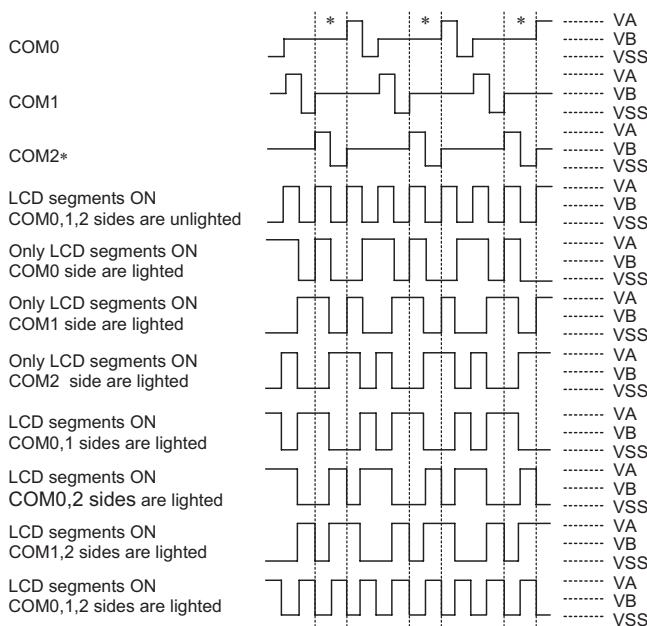 * * * VA
COM0 VB
VSS
VA
COM1 VB
VSS
VA
COM2* VB
VSS
LCD segments ON VA
COM0,1,2 sides are unlighted VB
VSS
Only LCD segments ON VA
COM0 side are lighted VB
VSS
Only LCD segments ON VA
COM1 side are lighted VB
VSS
Only LCD segments ON VA
COM2 side are lighted VB
VSS
LCD segments ON VA
COM0,1 sides are lighted VB
VSS
LCD segments ON VA
COM0,2 sides are lighted VB
VSS
LCD segments ON VA
COM1,2 sides are lighted VB
VSS
LCD segments ON VA
COM0,1,2 sides are lighted VB
VSS